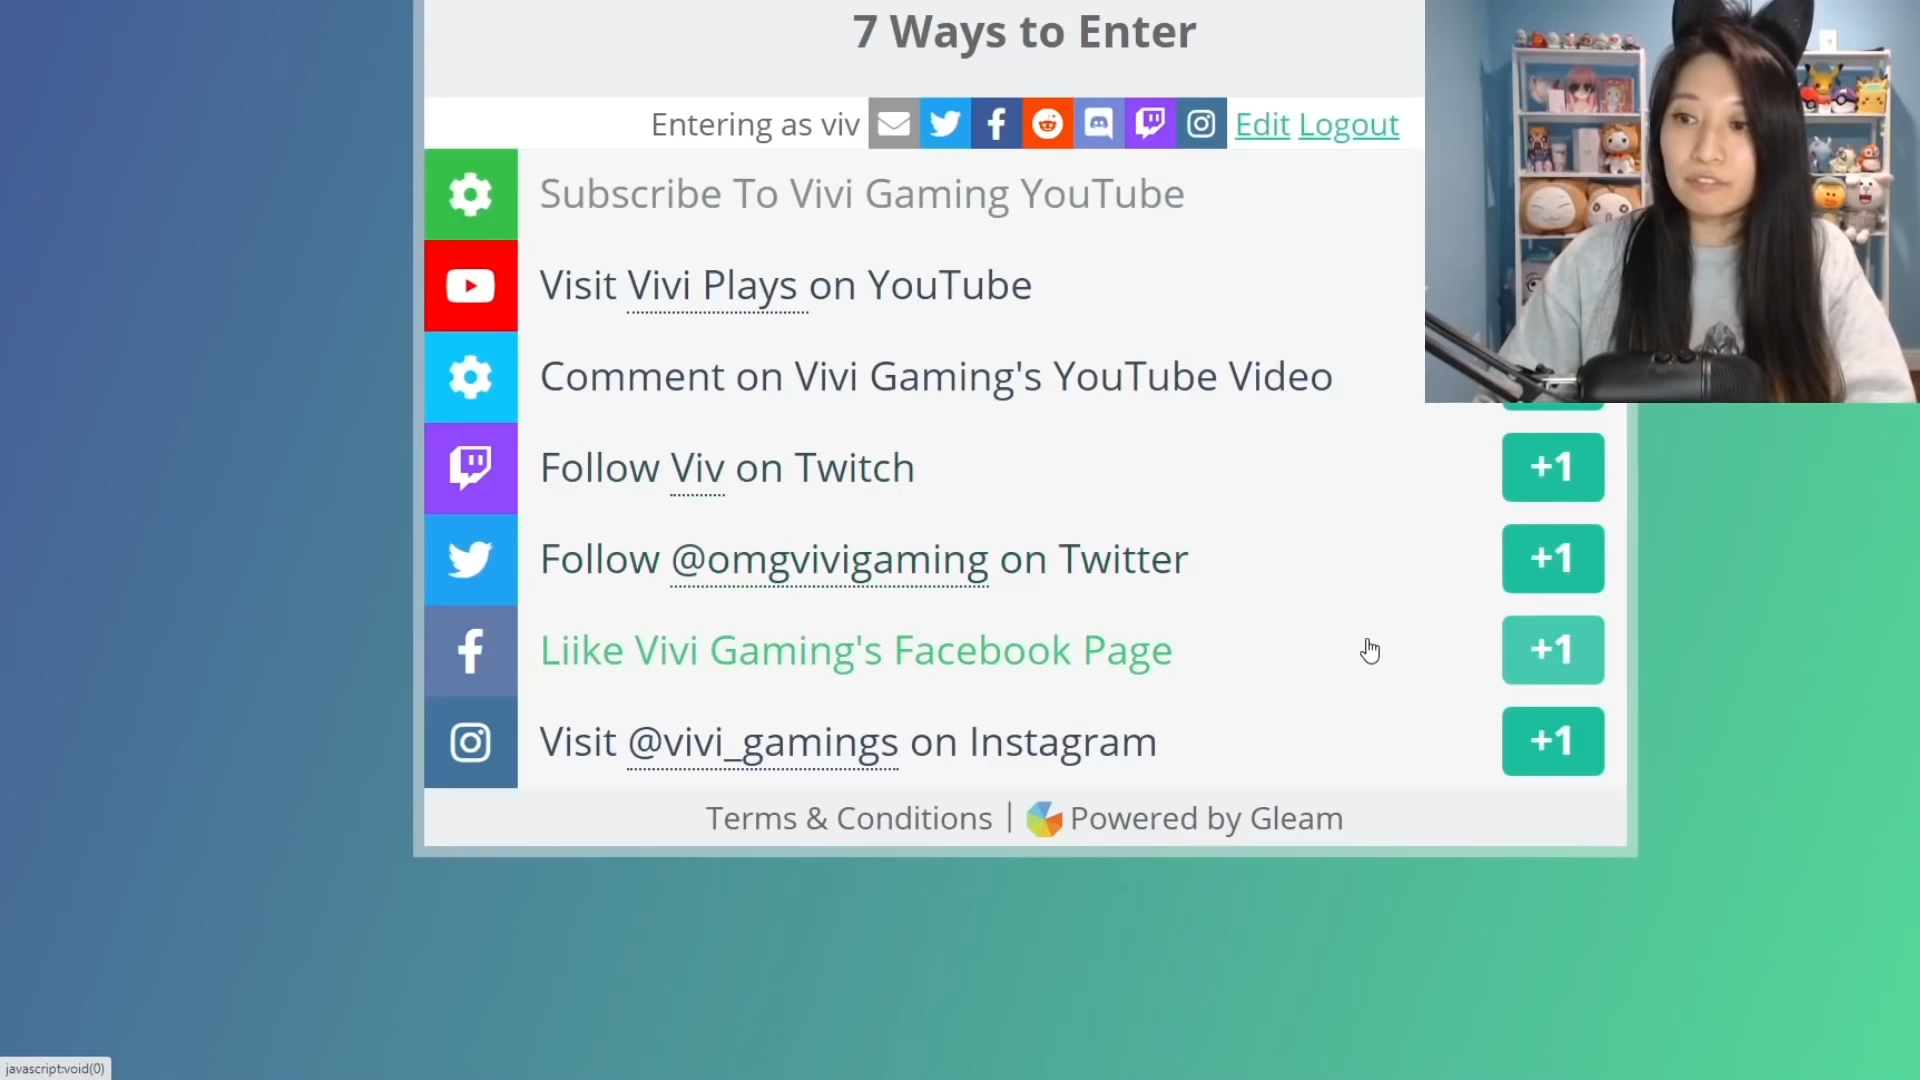 7 Ways to Enter
Entering as viv Edit Logout
Subscribe To Vivi Gaming YouTube
Visit Vivi Plays on YouTube
Comment on Vivi Gaming's YouTube Video
Follow Viv on Twitch +1
Follow @omgvivigaming on Twitter +1
Liike Vivi Gaming's Facebook Page +1
Visit @vivi_gamings on Instagram +1
Terms & Conditions | Powered by Gleam
javascript:void(0)